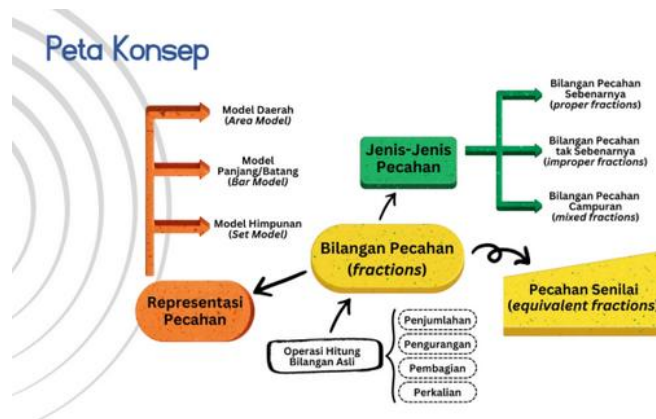 Peta Konsep
Model Daerah
(Area Model)
Model
Panjang/Batang
(Bar Model)
Model Himpunan
(Set Model)
Representasi
Pecahan
Jenis-Jenis
Pecahan
Bilangan Pecahan
Sebenarnya
(proper fractions)
Bilangan Pecahan
tak Sebenarnya
(improper fractions)
Bilangan Pecahan
Campuran
(mixed fractions)
Bilangan Pecahan
(fractions)
Pecahan Senilai
(equivalent fractions)
Operasi Hitung
Bilangan Asli
Penjumlahan
Pengurangan
Pembagian
Perkalian